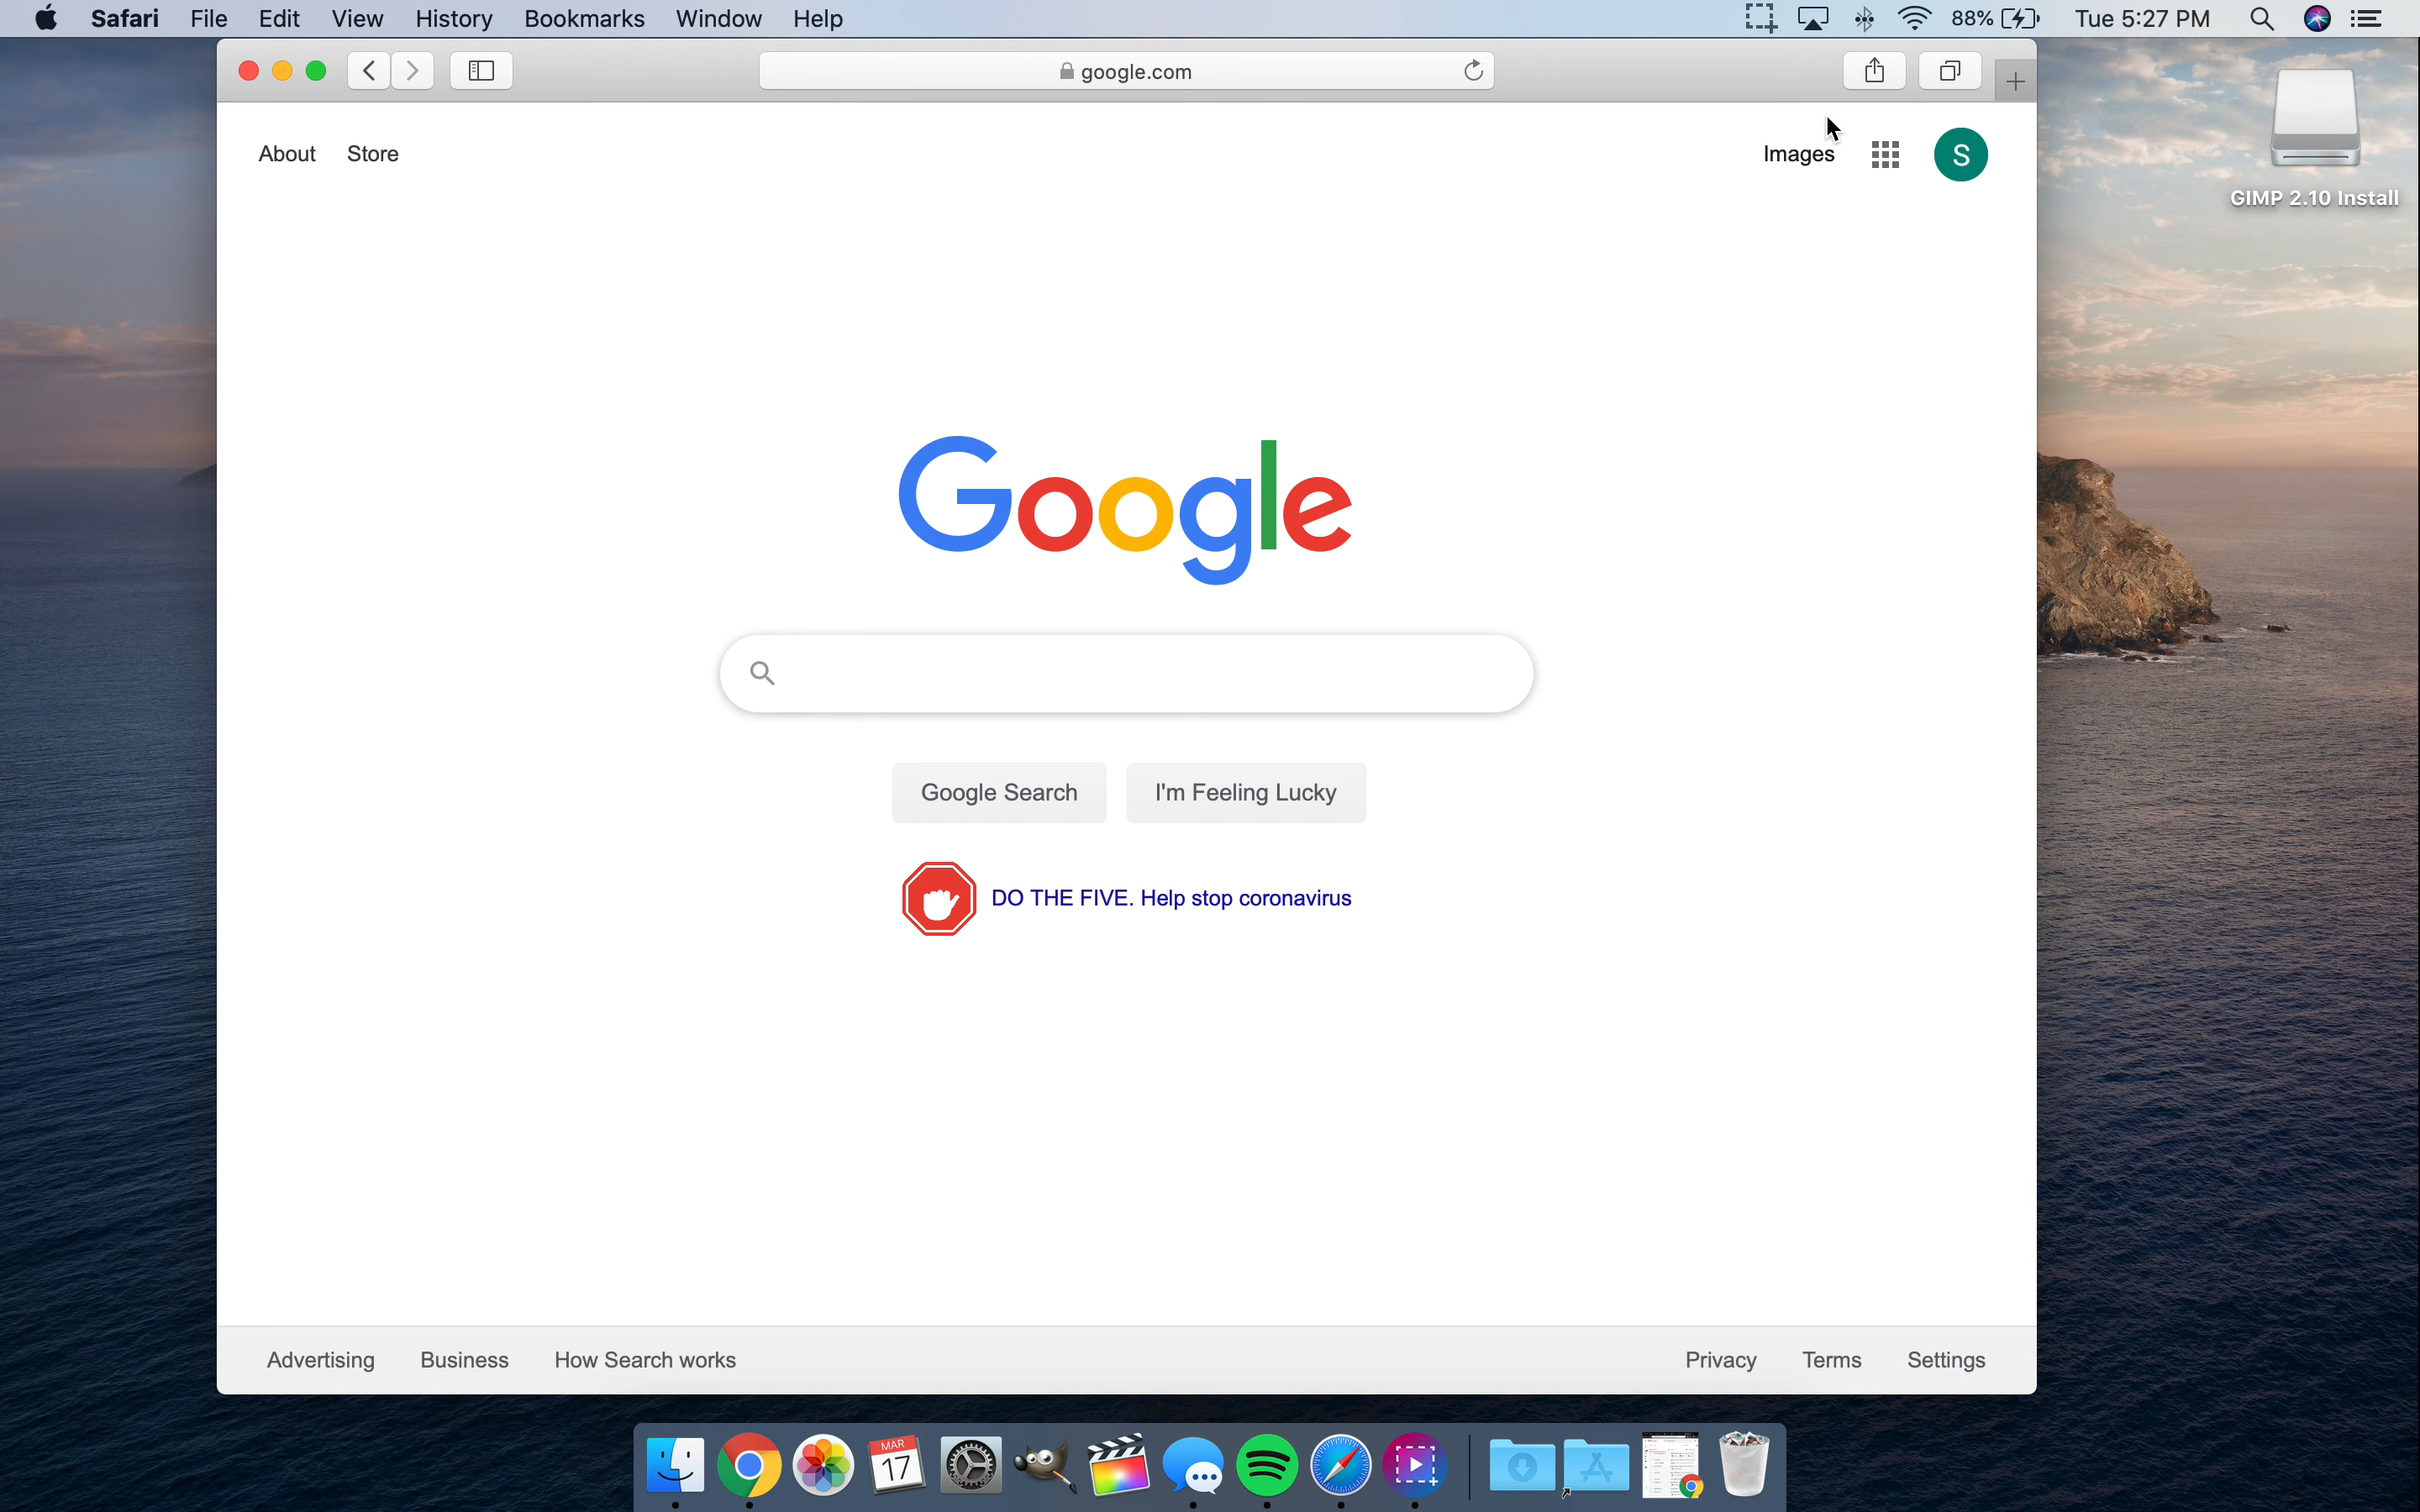 Safari File Edit View History Bookmarks Window Help 88% Tue 5:27 PM
google.com
About Store Images S
GIMP 2.10 Install
Google
Google Search I'm Feeling Lucky
DO THE FIVE. Help stop coronavirus
Advertising Business How Search works Privacy Terms Settings
MAR
17